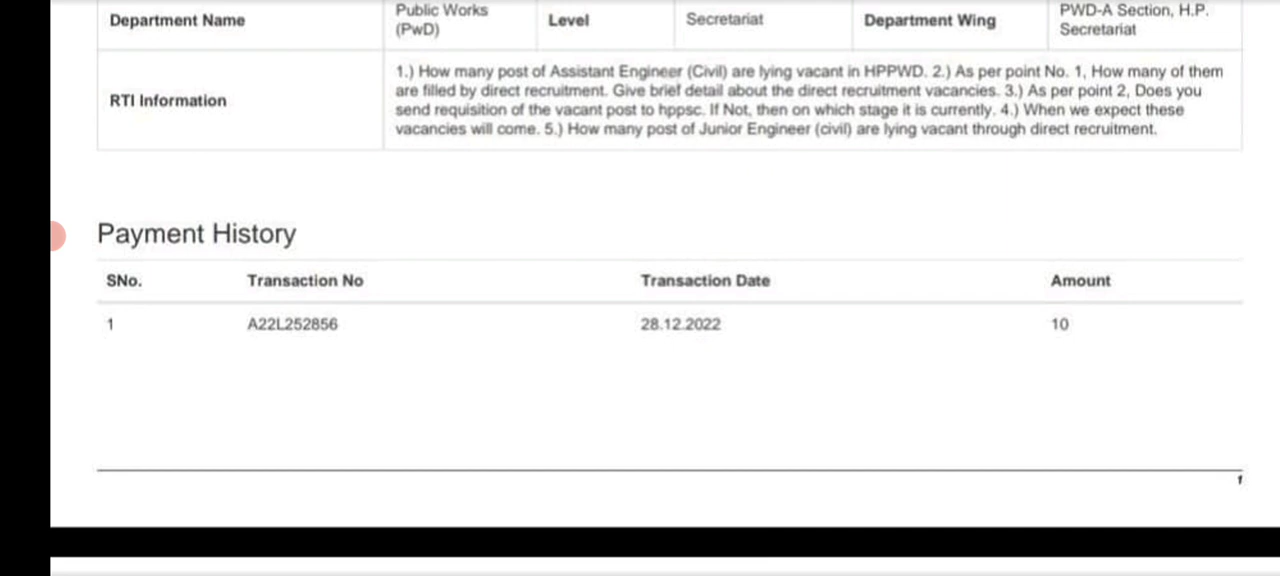 Department Name Public Works (PwD) Level Secretariat Department Wing PWD-A Section, H.P. Secretariat
RTI Information
1.) How many post of Assistant Engineer (Civil) are lying vacant in HPPWD. 2.) As per point No. 1, How many of them
are filled by direct recruitment. Give brief detail about the direct recruitment vacancies. 3.) As per point 2, Does you
send requisition of the vacant post to hppsc. If Not, then on which stage it is currently. 4.) When we expect these
vacancies will come. 5.) How many post of Junior Engineer (civil) are lying vacant through direct recruitment.
Payment History
SNo. Transaction No Transaction Date Amount
1 A22L252856 28.12.2022 10
1